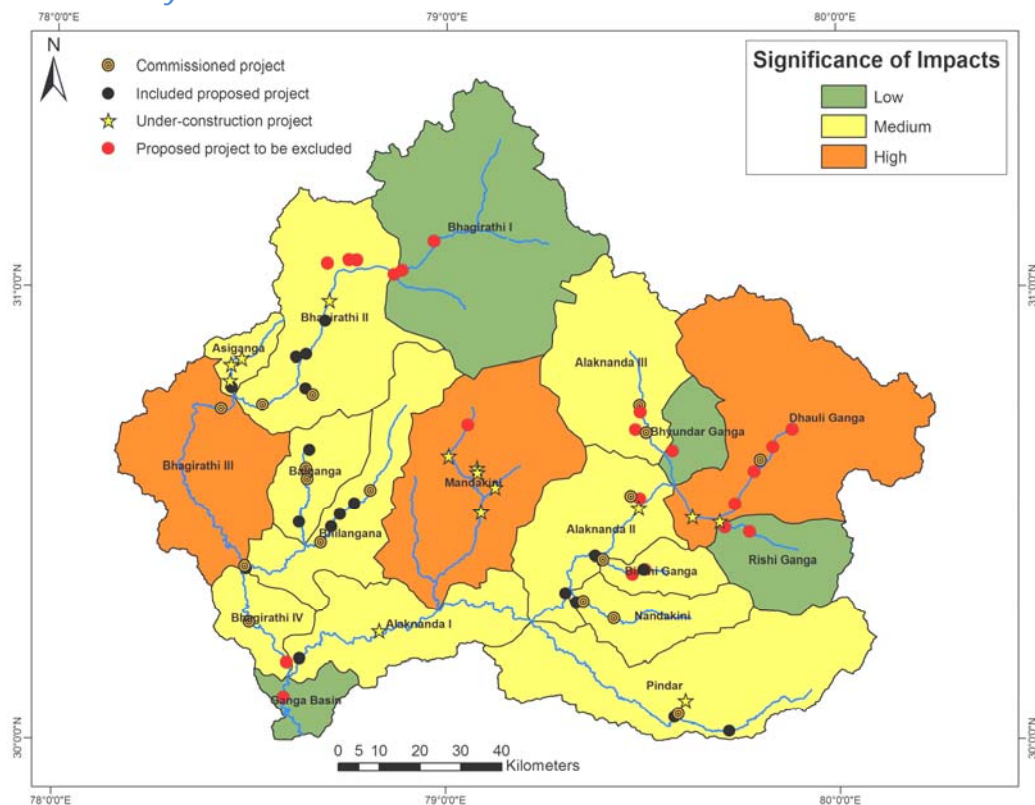 78°0'0"E
79°0'0"E
80°0'0"E
N
Commissioned project
Included proposed project
Under-construction project
Proposed project to be excluded
Significance of Impacts
Low
Medium
High
Bhagirathi I
31°0'0"N
31°0'0"N
Bhagirathi II
Asiganga
Alaknanda III
Dhauli Ganga
Bhyundar Ganga
Bhagirathi III
Balganga
Mandakini
Bhilangana
Alaknanda II
Rishi Ganga
Birahi Ganga
Nandakini
Bhagirathi IV
Alaknanda I
Pindar
Ganga Basin
30°0'0"N
30°0'0"N
0 5 10 20 30 40
Kilometers
78°0'0"E
79°0'0"E
80°0'0"E